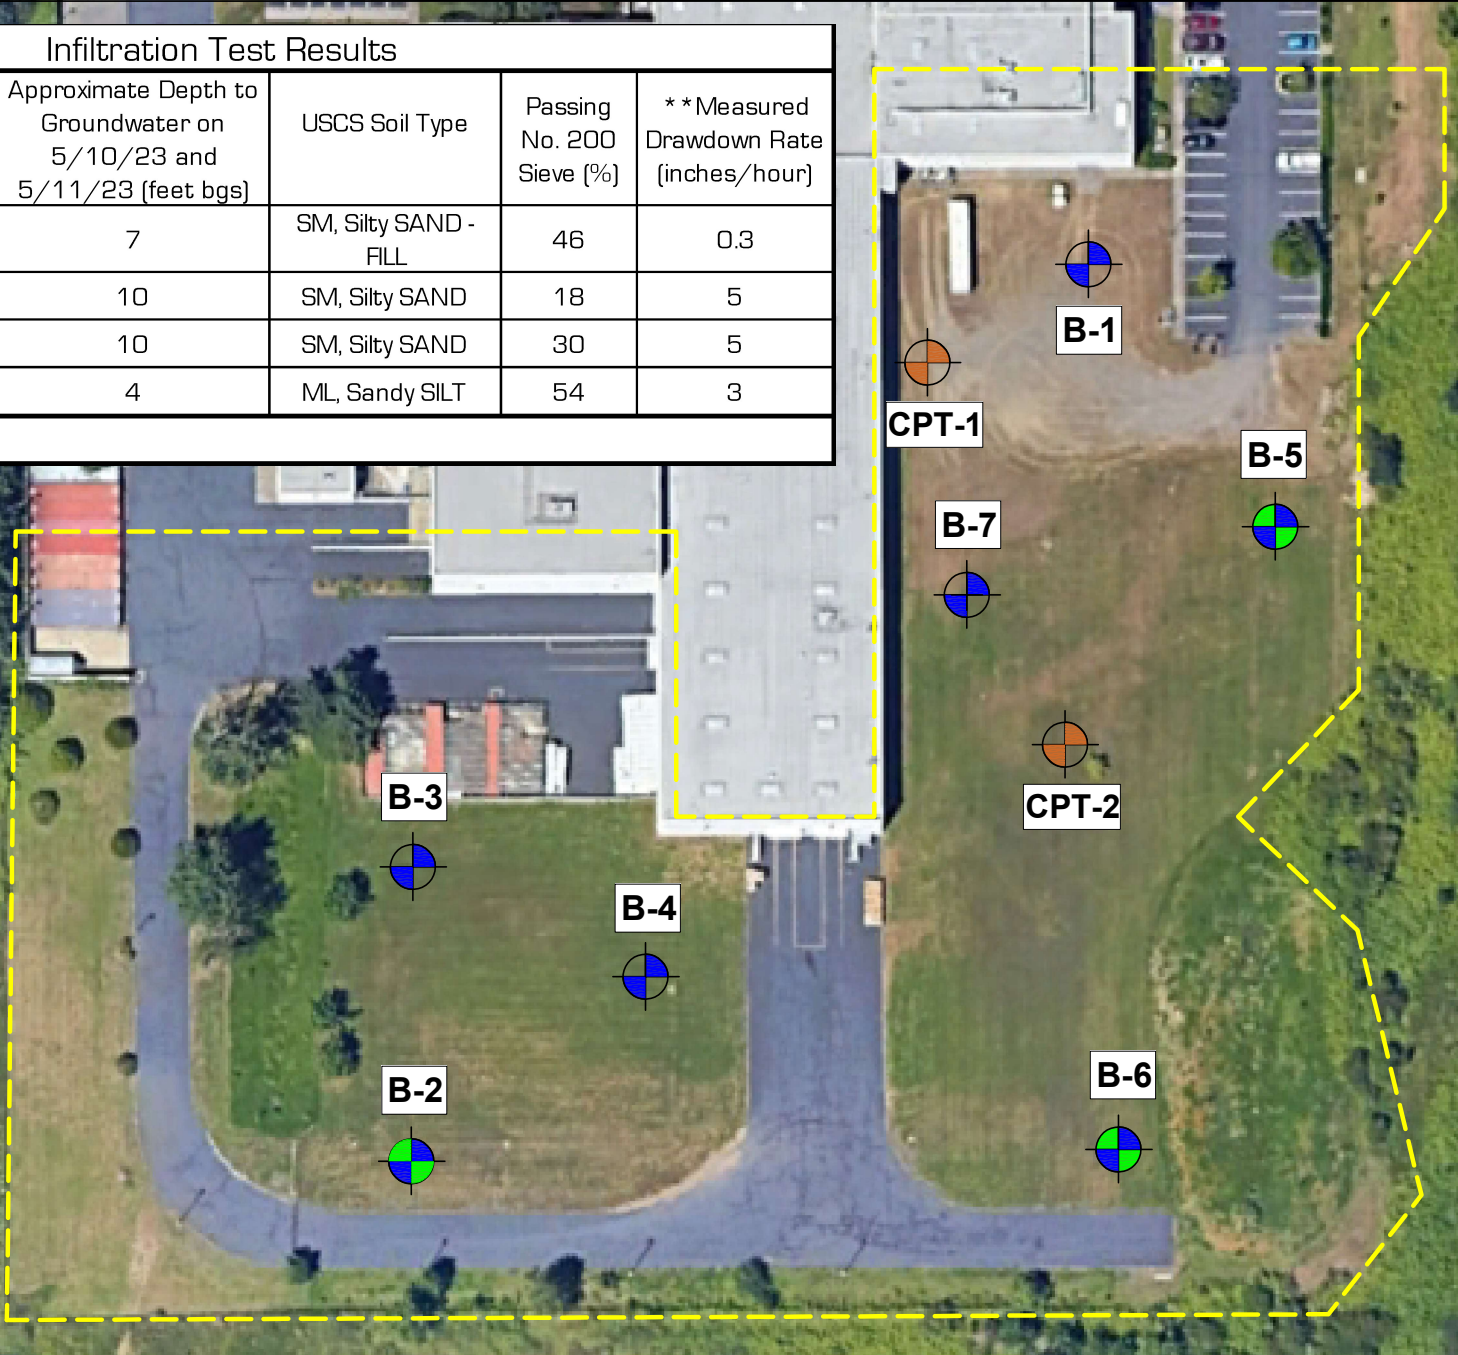 Infiltration Test Results
Approximate Depth to
Groundwater on
5/10/23 and
5/11/23 (feet bgs)
USCS Soil Type
Passing
No. 200
Sieve (%)
**Measured
Drawdown Rate
(inches/hour)
7
SM, Silty SAND -
FILL
46
0.3
10
SM, Silty SAND
18
5
10
SM, Silty SAND
30
5
4
ML, Sandy SILT
54
3
B-1
CPT-1
B-5
B-7
B-3
CPT-2
B-4
B-6
B-2